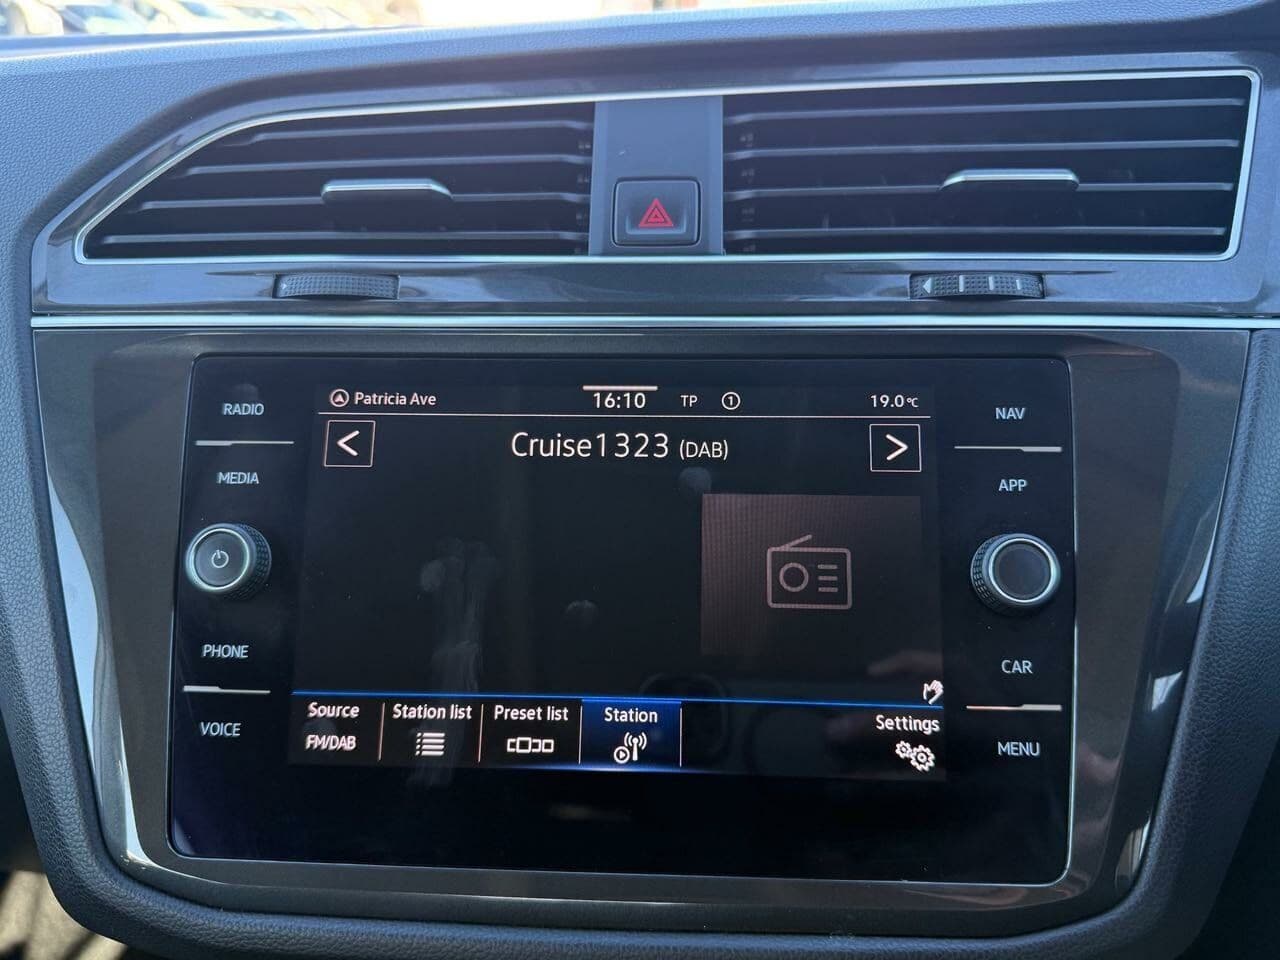 RADIO
MEDIA
PHONE
VOICE
Patricia Ave 16:10 TP 1 19.0°C
< Cruise1323 (DAB) >
Source Station list Preset list Station Settings
FM/DAB
NAV
APP
CAR
MENU